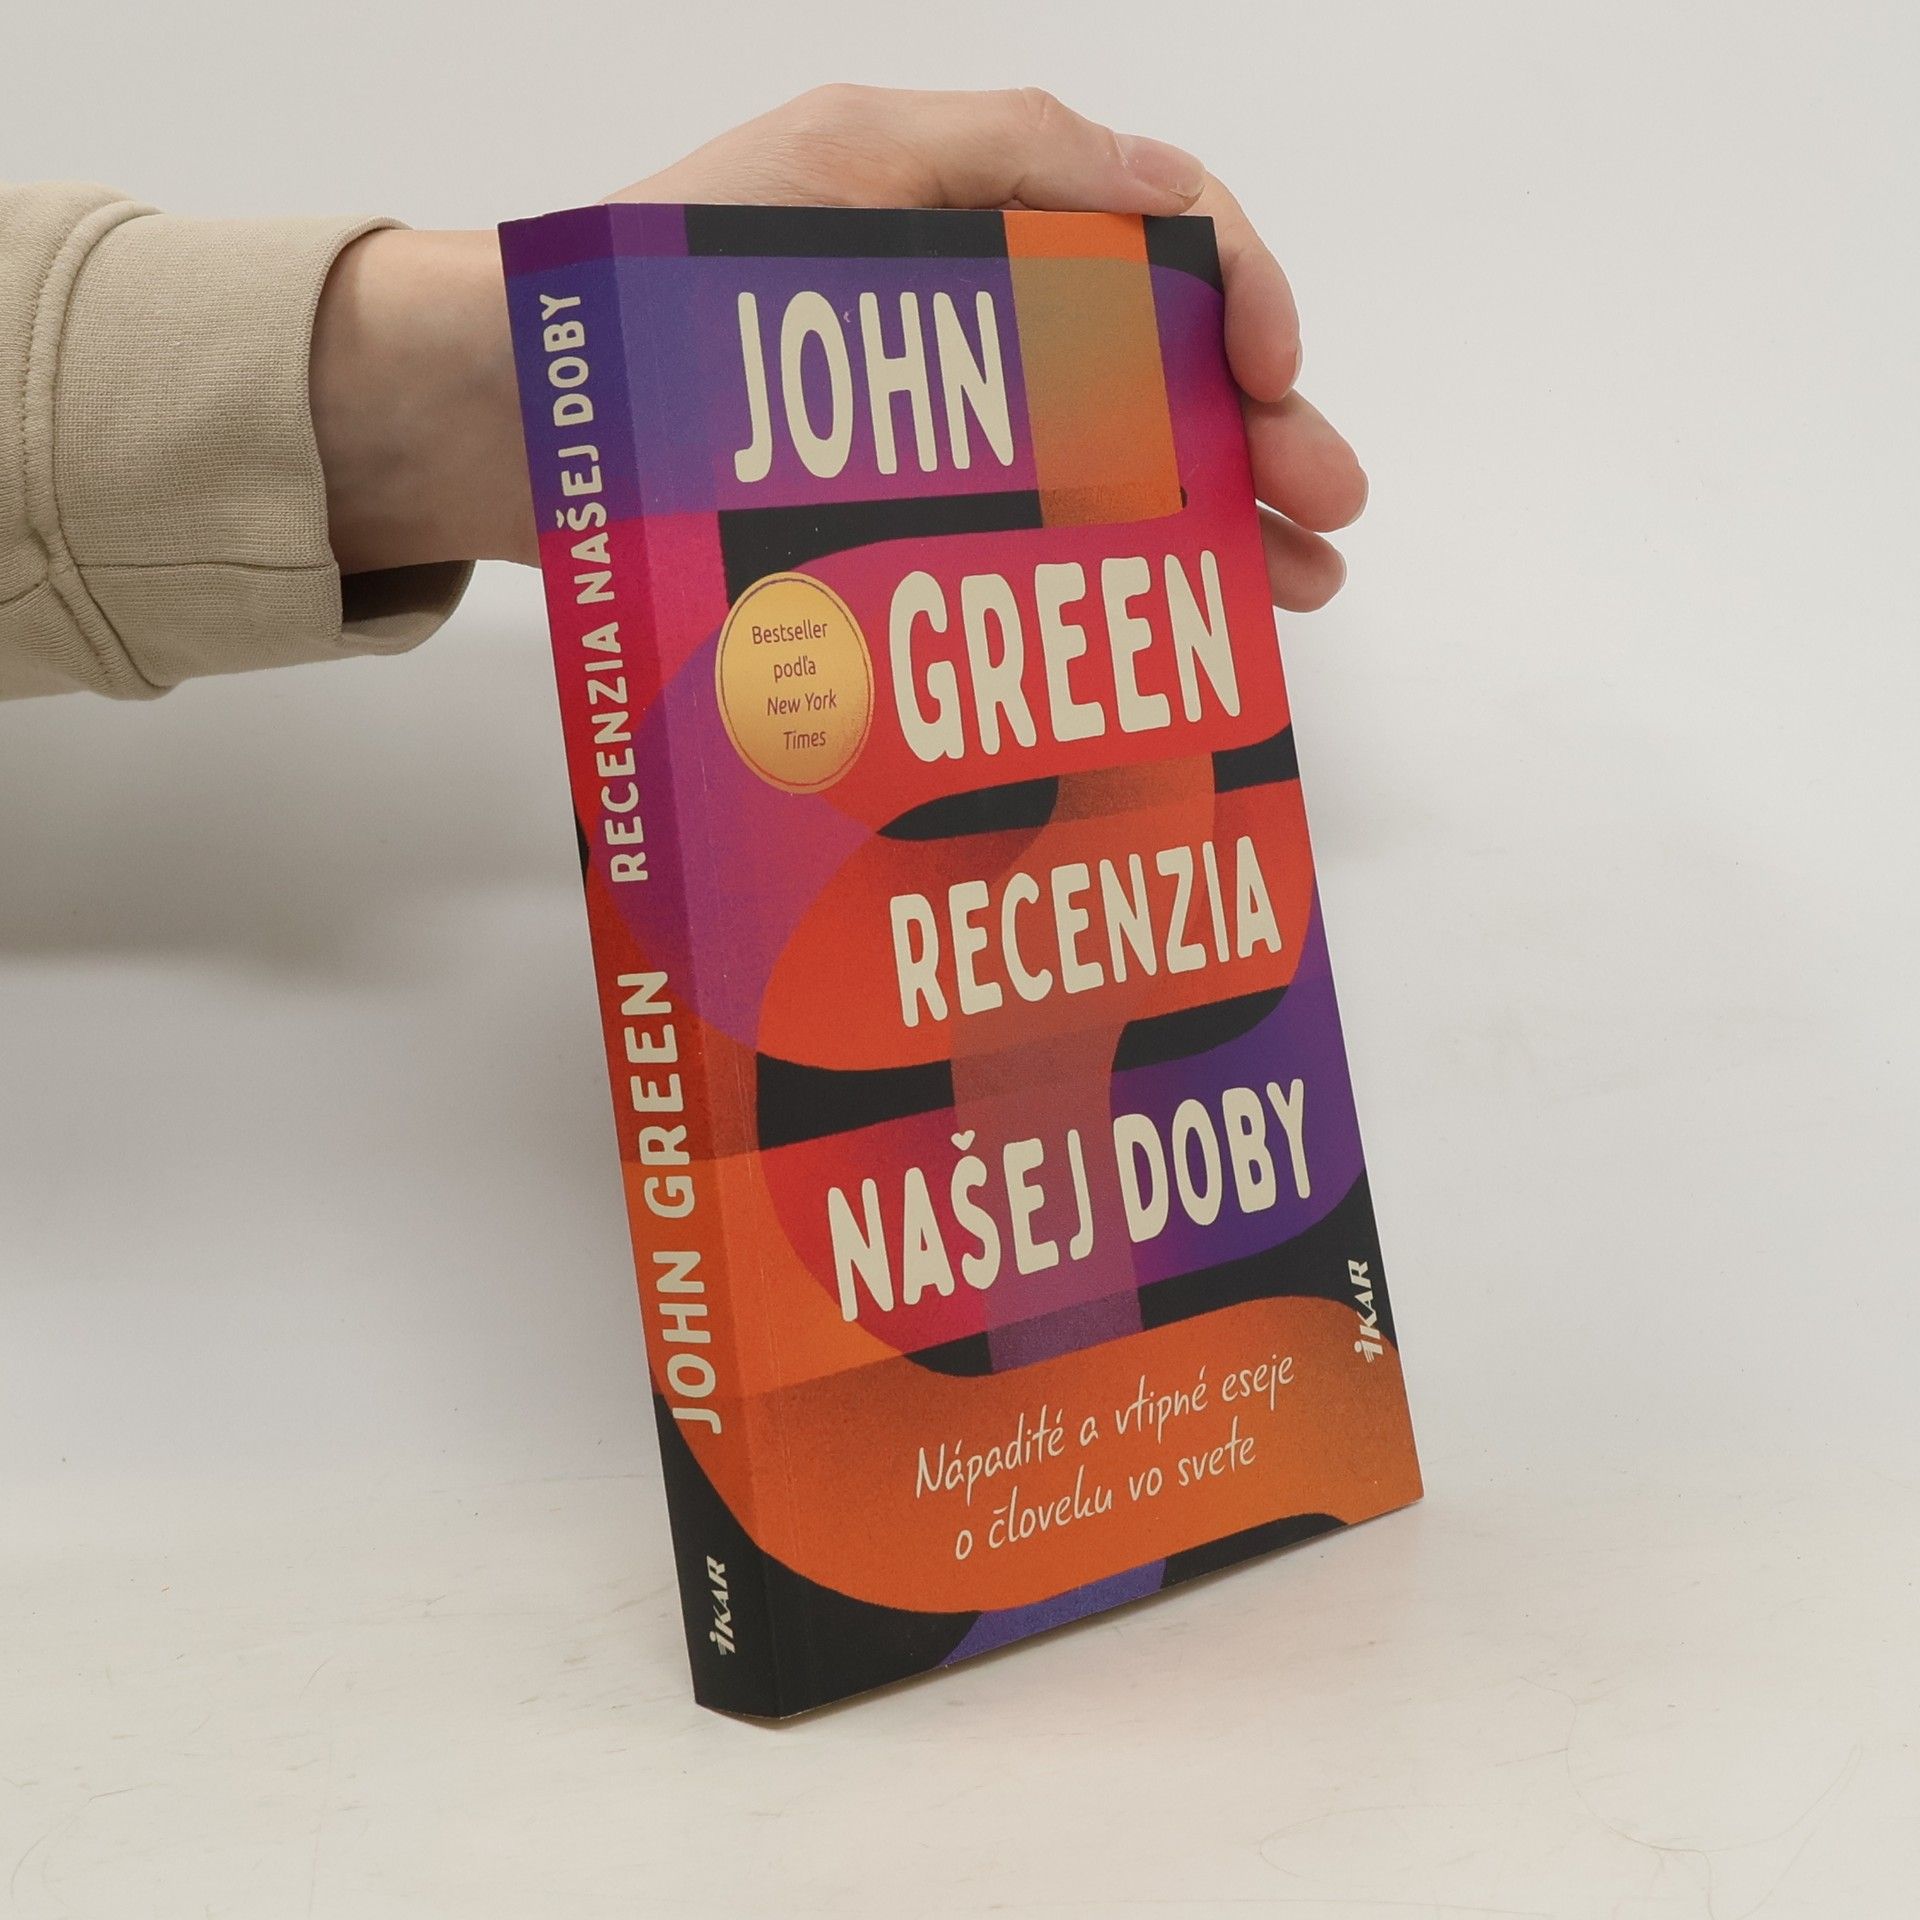 JOHN
GREEN
Bestseller
podľa
New York
Times
RECENZIA
NAŠEJ DOBY
Nápadité a vtipné eseje
o človeku vo svete
IKAR
JOHN GREEN RECENZIA NAŠEJ DOBY
IKAR